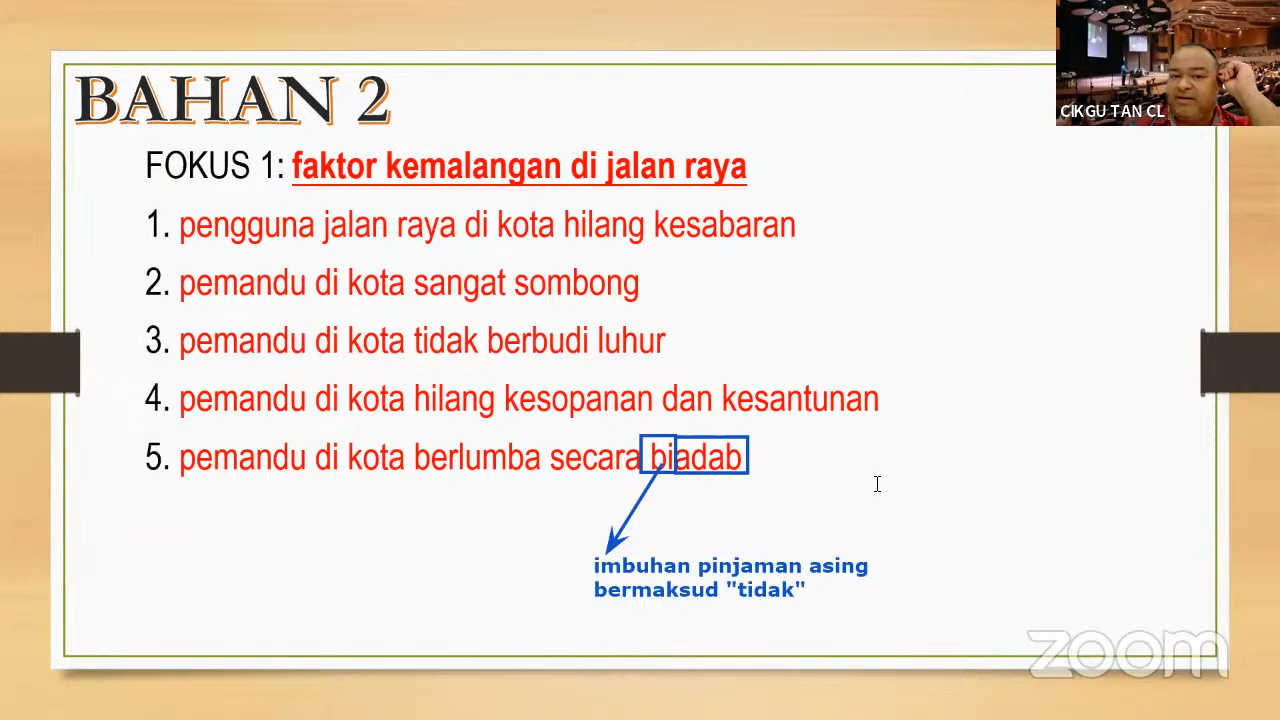 BAHAN 2
CIKGU TAN CL
FOKUS 1: faktor kemalangan di jalan raya
1. pengguna jalan raya di kota hilang kesabaran
2. pemandu di kota sangat sombong
3. pemandu di kota tidak berbudi luhur
4. pemandu di kota hilang kesopanan dan kesantunan
5. pemandu di kota berlumba secara biadab
imbuhan pinjaman asing
bermaksud "tidak"
zoom